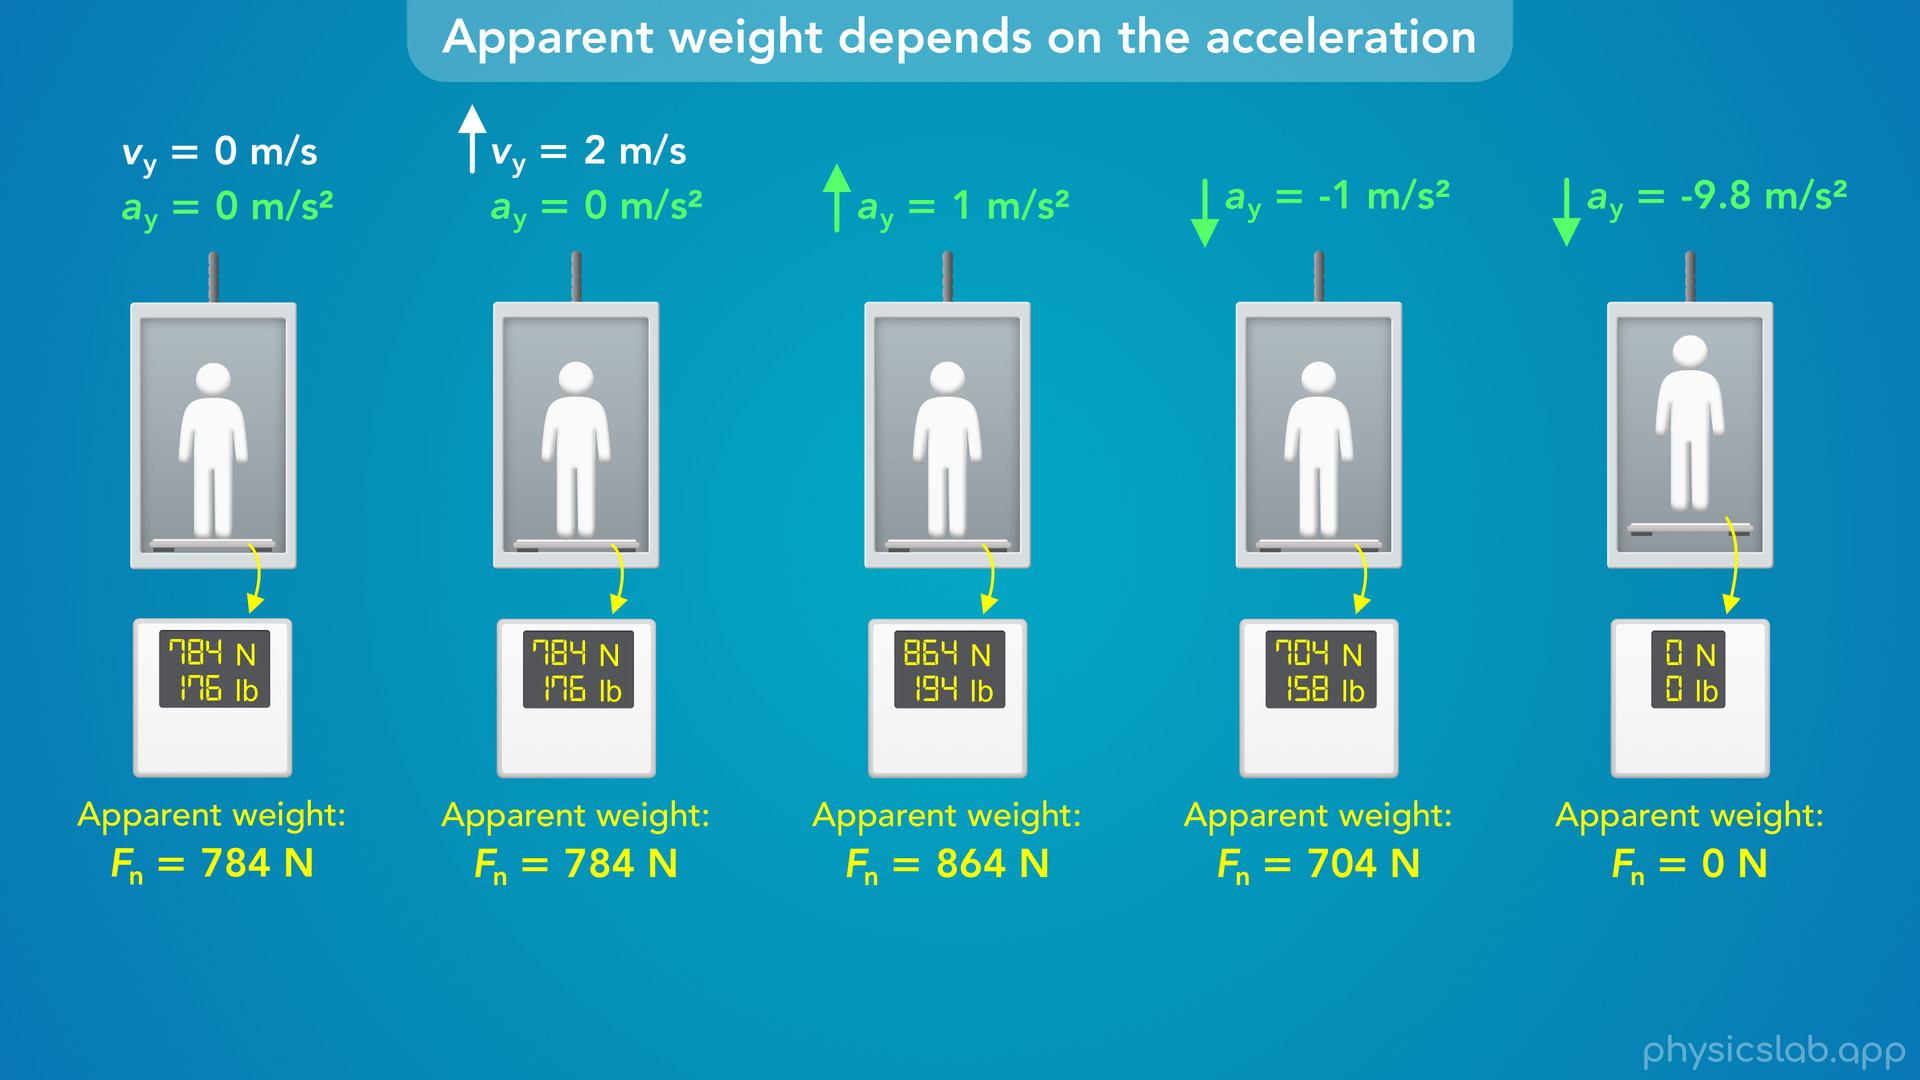 Apparent weight depends on the acceleration
vy = 0 m/s
ay = 0 m/s²
vy = 2 m/s
ay = 0 m/s²
ay = 1 m/s²
ay = -1 m/s²
ay = -9.8 m/s²
784 N
176 lb
784 N
176 lb
864 N
194 lb
704 N
158 lb
0 N
0 lb
Apparent weight:
Fn = 784 N
Apparent weight:
Fn = 784 N
Apparent weight:
Fn = 864 N
Apparent weight:
Fn = 704 N
Apparent weight:
Fn = 0 N
physicslab.app